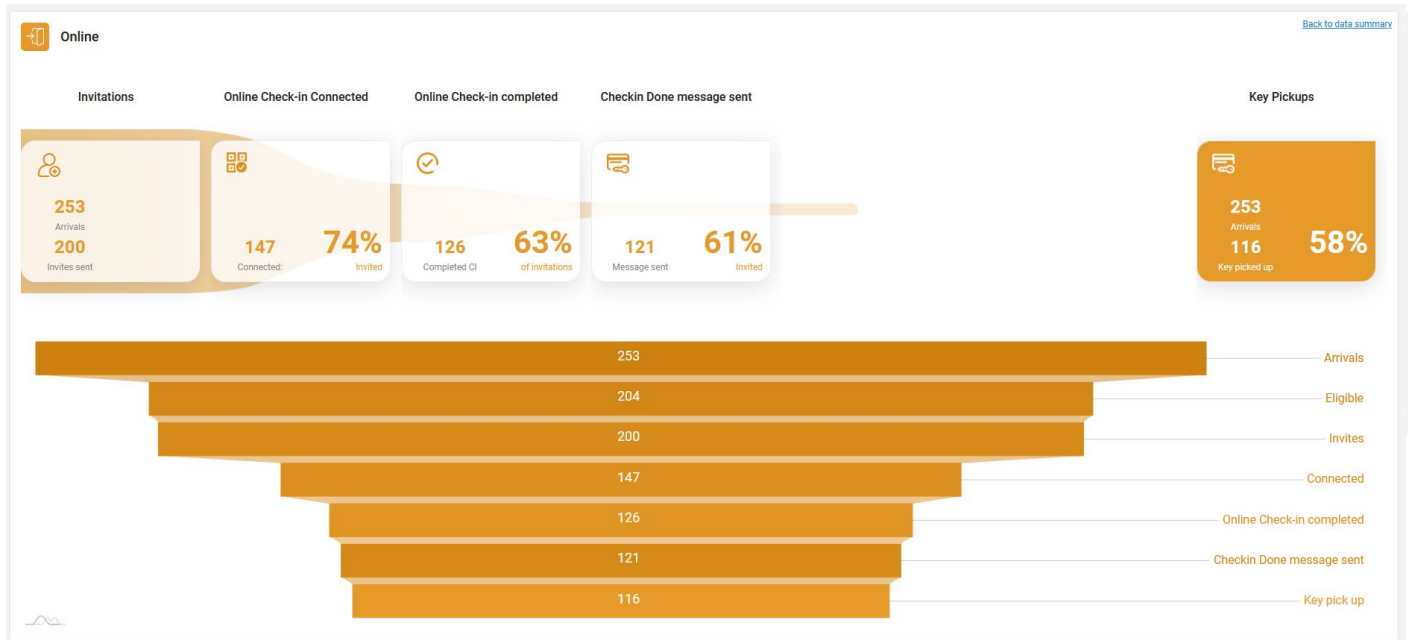 Online
Back to data summary
Invitations
Online Check-in Connected
Online Check-in completed
Checkin Done message sent
Key Pickups
253
Arrivals
200
Invites sent
147
Connected:
74%
Invited
126
Completed CI
63%
of invitations
121
Message sent
61%
Invited
253
Arrivals
116
Key picked up
58%
253
Arrivals
204
Eligible
200
Invites
147
Connected
126
Online Check-in completed
121
Checkin Done message sent
116
Key pick up